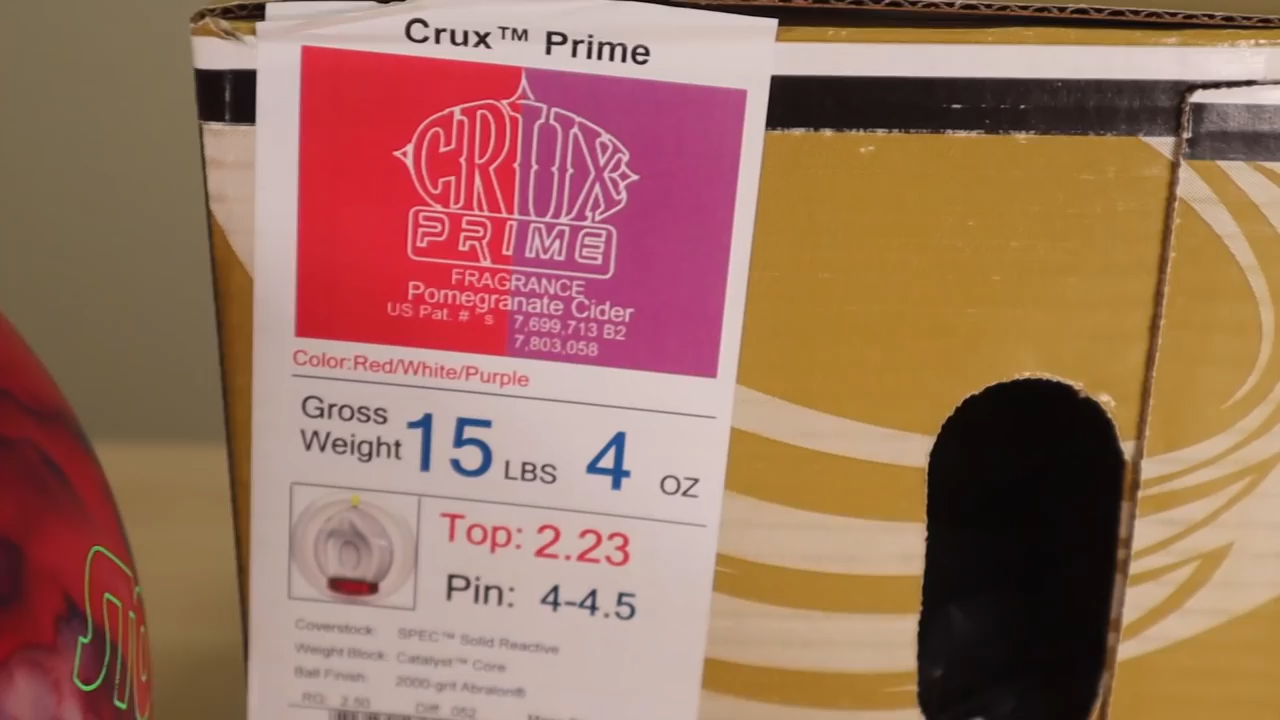 Crux™ Prime
CRUX
PRIME
FRAGRANCE
Pomegranate Cider
US Pat. # 's 7,699,713 B2
7,803,058
Color:Red/White/Purple
Gross
Weight 15 LBS 4 OZ
Top: 2.23
Pin: 4-4.5
Coverstock: SPEC™ Solid Reactive
Weight Block: Catalyst™ Core
Ball Finish: 2000-grit Abralon®
RG: 2.50 Diff .052